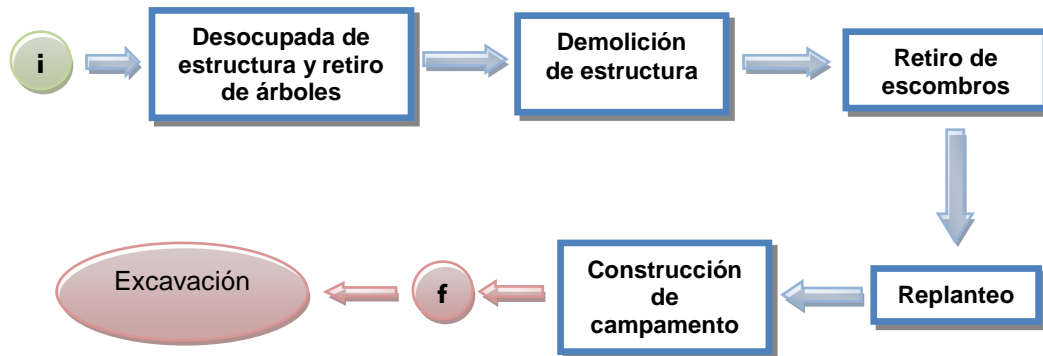 i
Desocupada de
estructura y retiro
de árboles
Demolición
de estructura
Retiro de
escombros
Replanteo
Construcción
de
campamento
f
Excavación